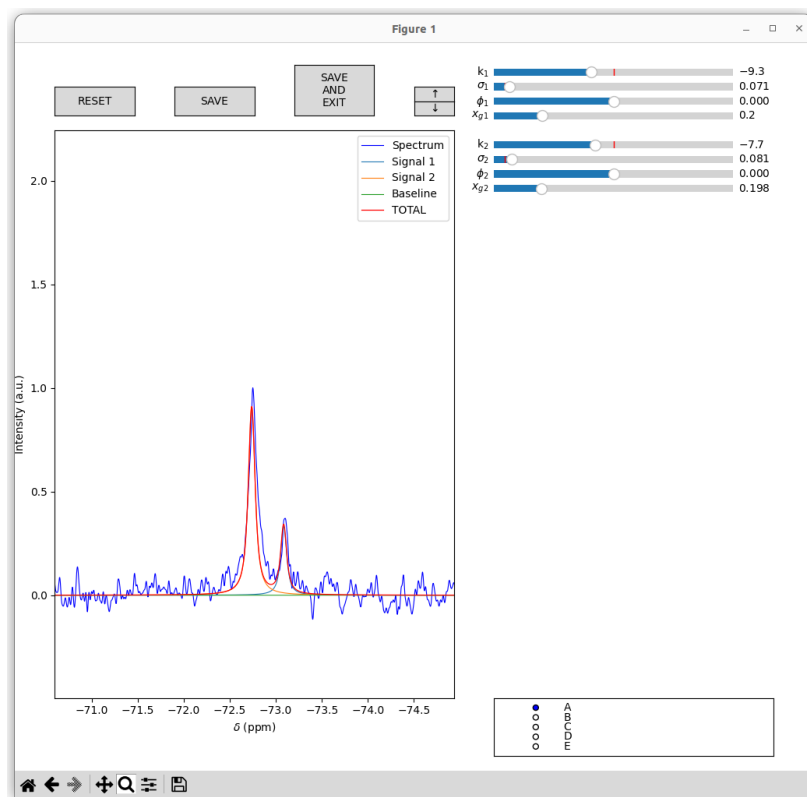 Figure 1
RESET
SAVE
SAVE
AND
EXIT
↑
↓
k1 −9.3
σ1 0.071
ϕ1 0.000
xg1 0.2
k2 −7.7
σ2 0.081
ϕ2 0.000
xg2 0.198
Spectrum
Signal 1
Signal 2
Baseline
TOTAL
2.0
1.5
1.0
0.5
0.0
Intensity (a.u.)
−71.0 −71.5 −72.0 −72.5 −73.0 −73.5 −74.0 −74.5
δ (ppm)
A
B
C
D
E